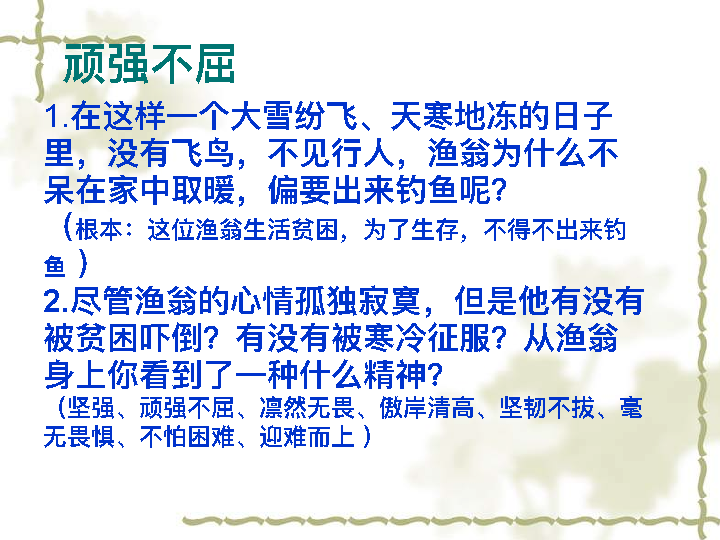 顽强不屈
1.在这样一个大雪纷飞、天寒地冻的日子
里，没有飞鸟，不见行人，渔翁为什么不
呆在家中取暖，偏要出来钓鱼呢？
（根本：这位渔翁生活贫困，为了生存，不得不出来钓
鱼 ）
2.尽管渔翁的心情孤独寂寞，但是他有没有
被贫困吓倒？有没有被寒冷征服？从渔翁
身上你看到了一种什么精神？
（坚强、顽强不屈、凛然无畏、傲岸清高、坚韧不拔、毫
无畏惧、不怕困难、迎难而上 ）